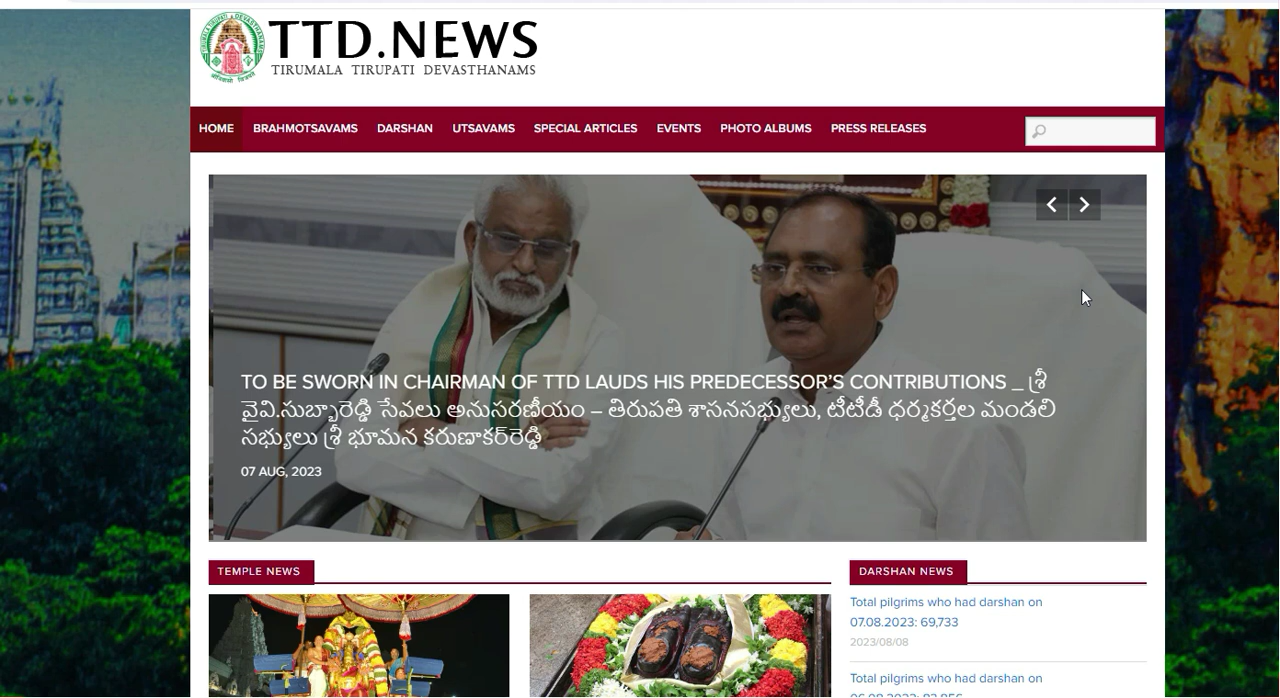 TTD.NEWS
TIRUMALA TIRUPATI DEVASTHANAMS
HOME BRAHMOTSAVAMS DARSHAN UTSAVAMS SPECIAL ARTICLES EVENTS PHOTO ALBUMS PRESS RELEASES
TO BE SWORN IN CHAIRMAN OF TTD LAUDS HIS PREDECESSOR’S CONTRIBUTIONS _ శ్రీ
వైవి.సుబ్బారెడ్డి సేవలు అనుసరణీయం – తిరుపతి శాసనసభ్యులు, టీటీడీ ధర్మకర్తల మండలి
సభ్యులు శ్రీ భూమన కరుణాకర్‌రెడ్డి
07 AUG, 2023
TEMPLE NEWS
DARSHAN NEWS
Total pilgrims who had darshan on
07.08.2023: 69,733
2023/08/08
Total pilgrims who had darshan on